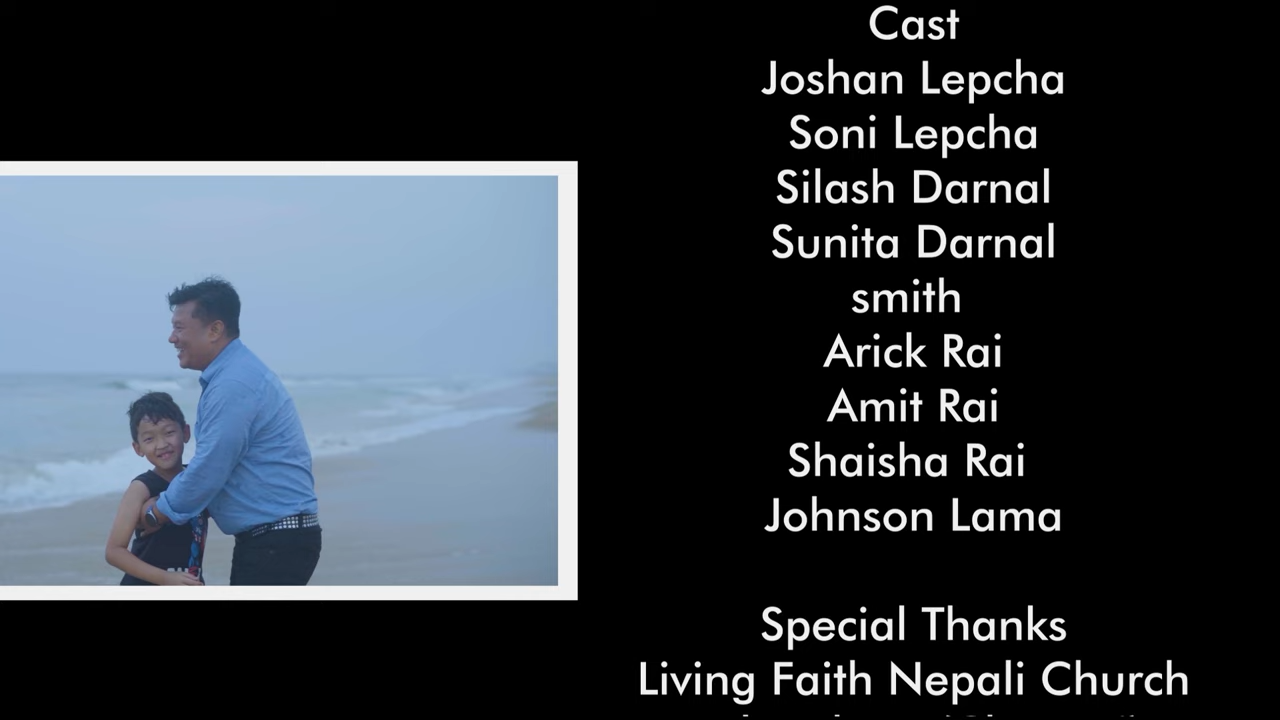 Cast
Joshan Lepcha
Soni Lepcha
Silash Darnal
Sunita Darnal
smith
Arick Rai
Amit Rai
Shaisha Rai
Johnson Lama
Special Thanks
Living Faith Nepali Church